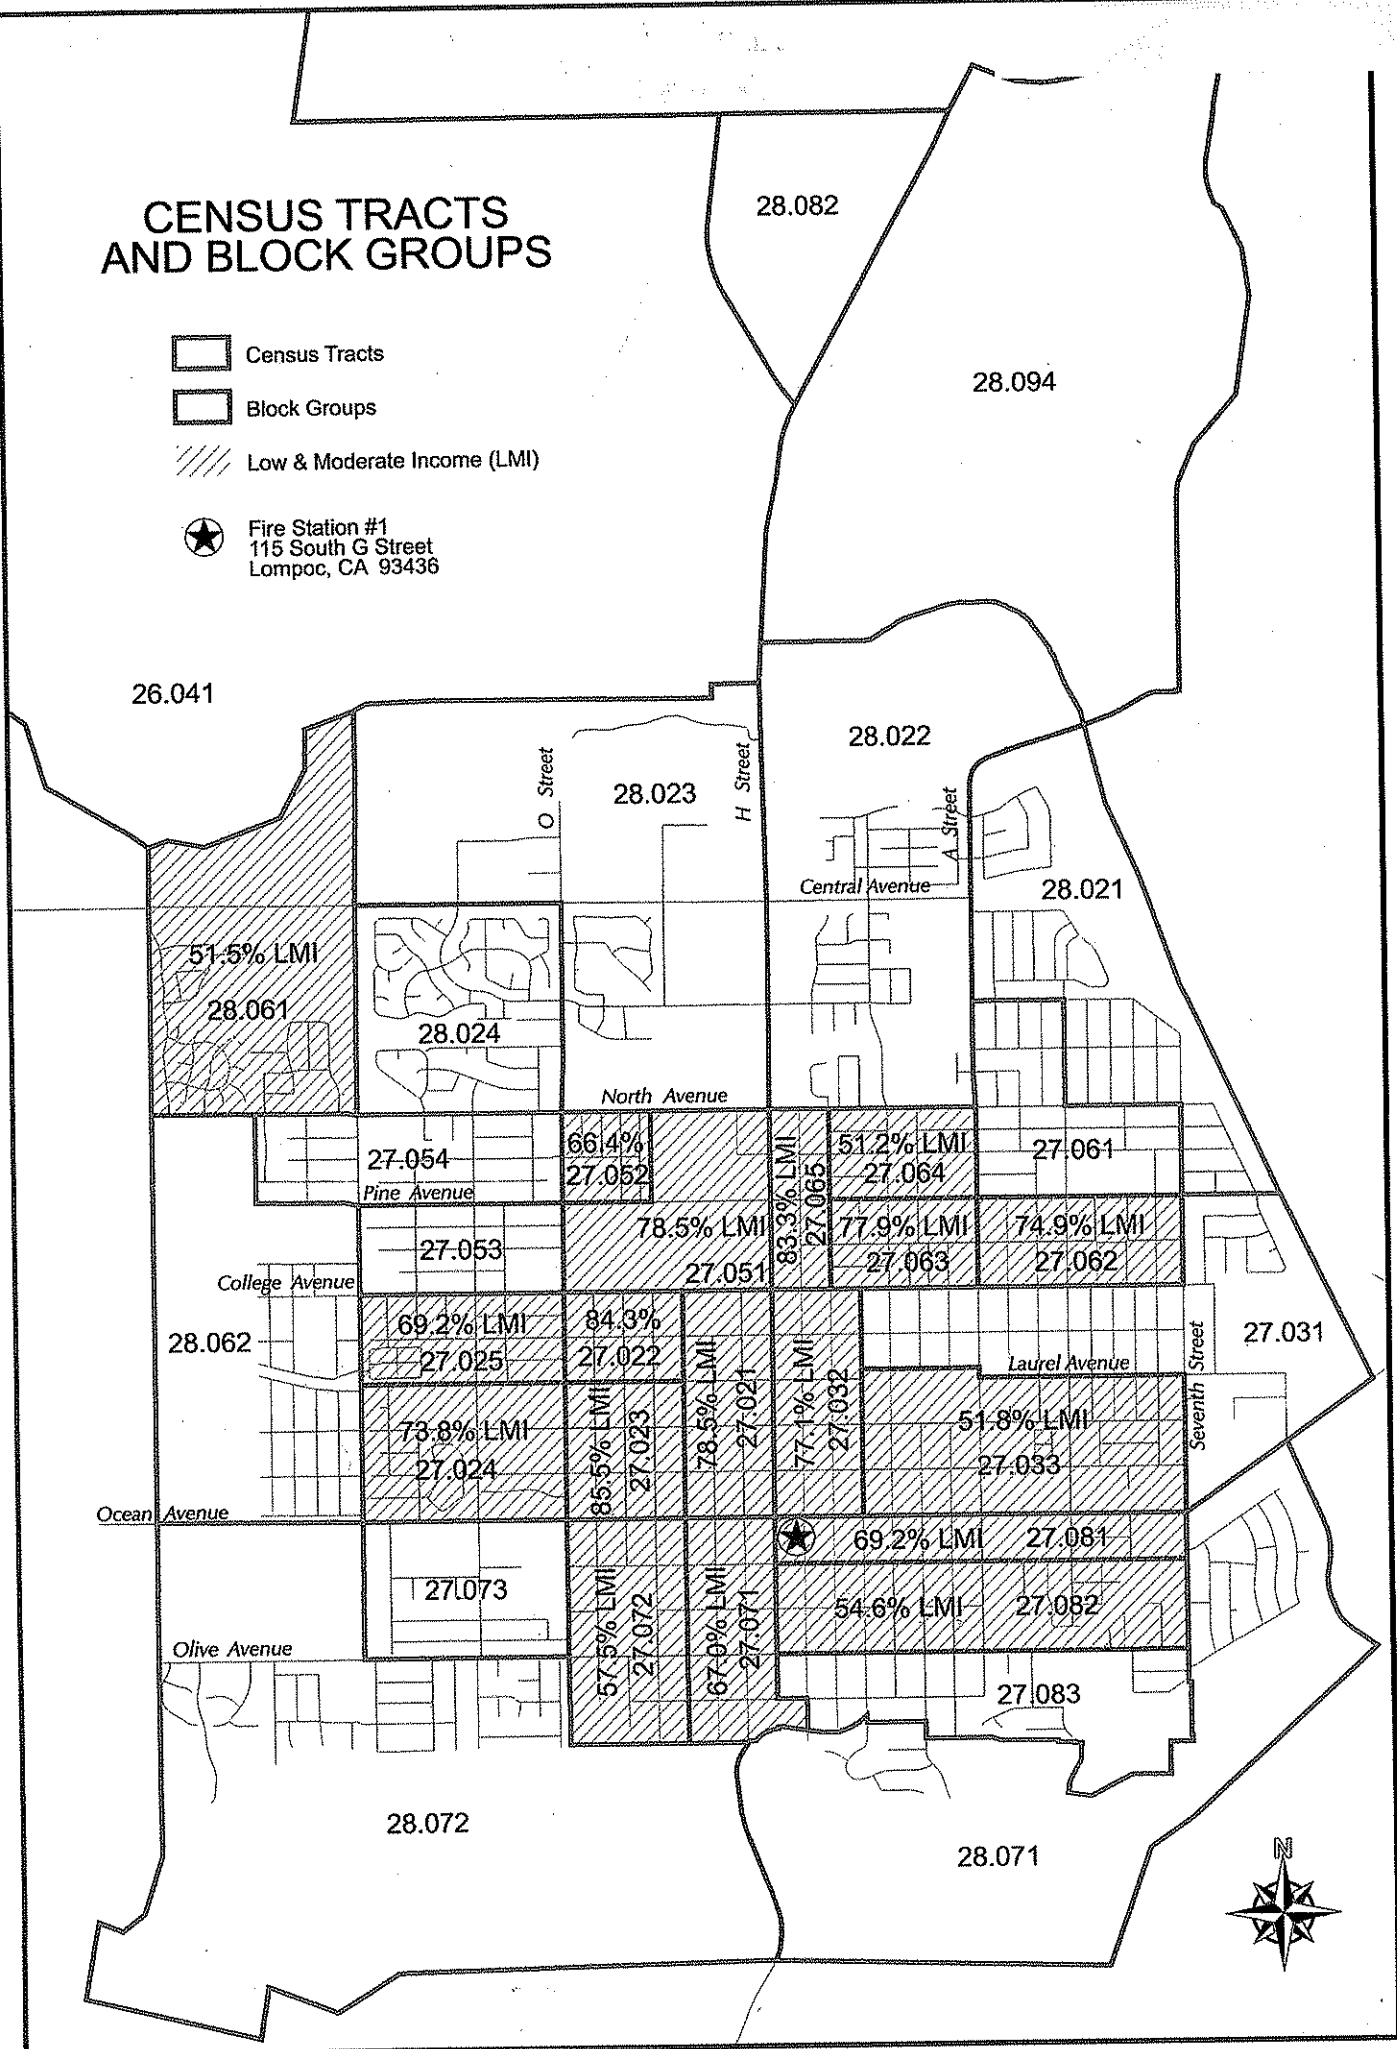 CENSUS TRACTS
AND BLOCK GROUPS
Census Tracts
Block Groups
Low & Moderate Income (LMI)
Fire Station #1
115 South G Street
Lompoc, CA 93436
28.082
28.094
26.041
28.022
28.023
O Street
H Street
A Street
Central Avenue
28.021
51.5% LMI
28.061
28.024
North Avenue
27.054
66.4%
27.052
83.3% LMI
27.065
51.2% LMI
27.064
27.061
Pine Avenue
27.053
78.5% LMI
27.051
77.9% LMI
27.063
74.9% LMI
27.062
College Avenue
28.062
69.2% LMI
27.025
84.3%
27.022
78.5% LMI
27.021
77.1% LMI
27.032
Laurel Avenue
Seventh Street
27.031
73.8% LMI
27.024
85.5% LMI
27.023
51.8% LMI
27.033
Ocean Avenue
69.2% LMI 27.081
27.073
57.5% LMI
27.072
67.0% LMI
27.071
54.6% LMI 27.082
Olive Avenue
27.083
28.072
28.071
N